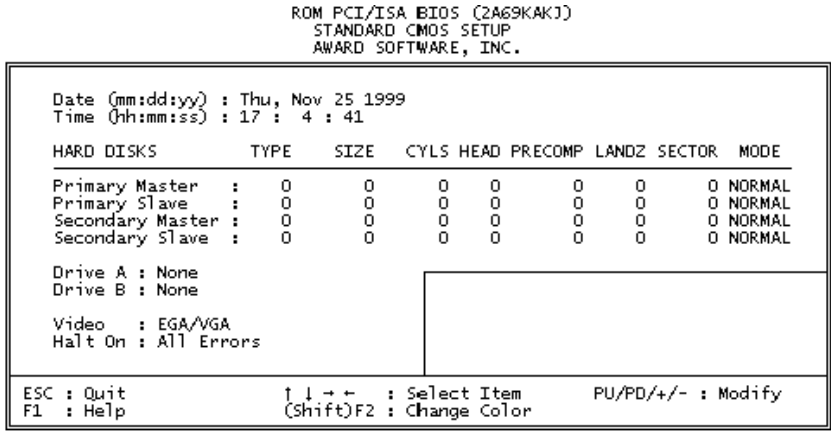 ROM PCI/ISA BIOS (2A69KAKJ)
STANDARD CMOS SETUP
AWARD SOFTWARE, INC.
Date (mm:dd:yy) : Thu, Nov 25 1999
Time (hh:mm:ss) : 17 : 4 : 41
HARD DISKS TYPE SIZE CYLS HEAD PRECOMP LANDZ SECTOR MODE
Primary Master : 0 0 0 0 0 0 0 NORMAL
Primary Slave : 0 0 0 0 0 0 0 NORMAL
Secondary Master : 0 0 0 0 0 0 0 NORMAL
Secondary Slave : 0 0 0 0 0 0 0 NORMAL
Drive A : None
Drive B : None
Video : EGA/VGA
Halt On : All Errors
ESC : Quit ↑ ↓ → ← : Select Item PU/PD/+/- : Modify
F1 : Help (Shift)F2 : Change Color